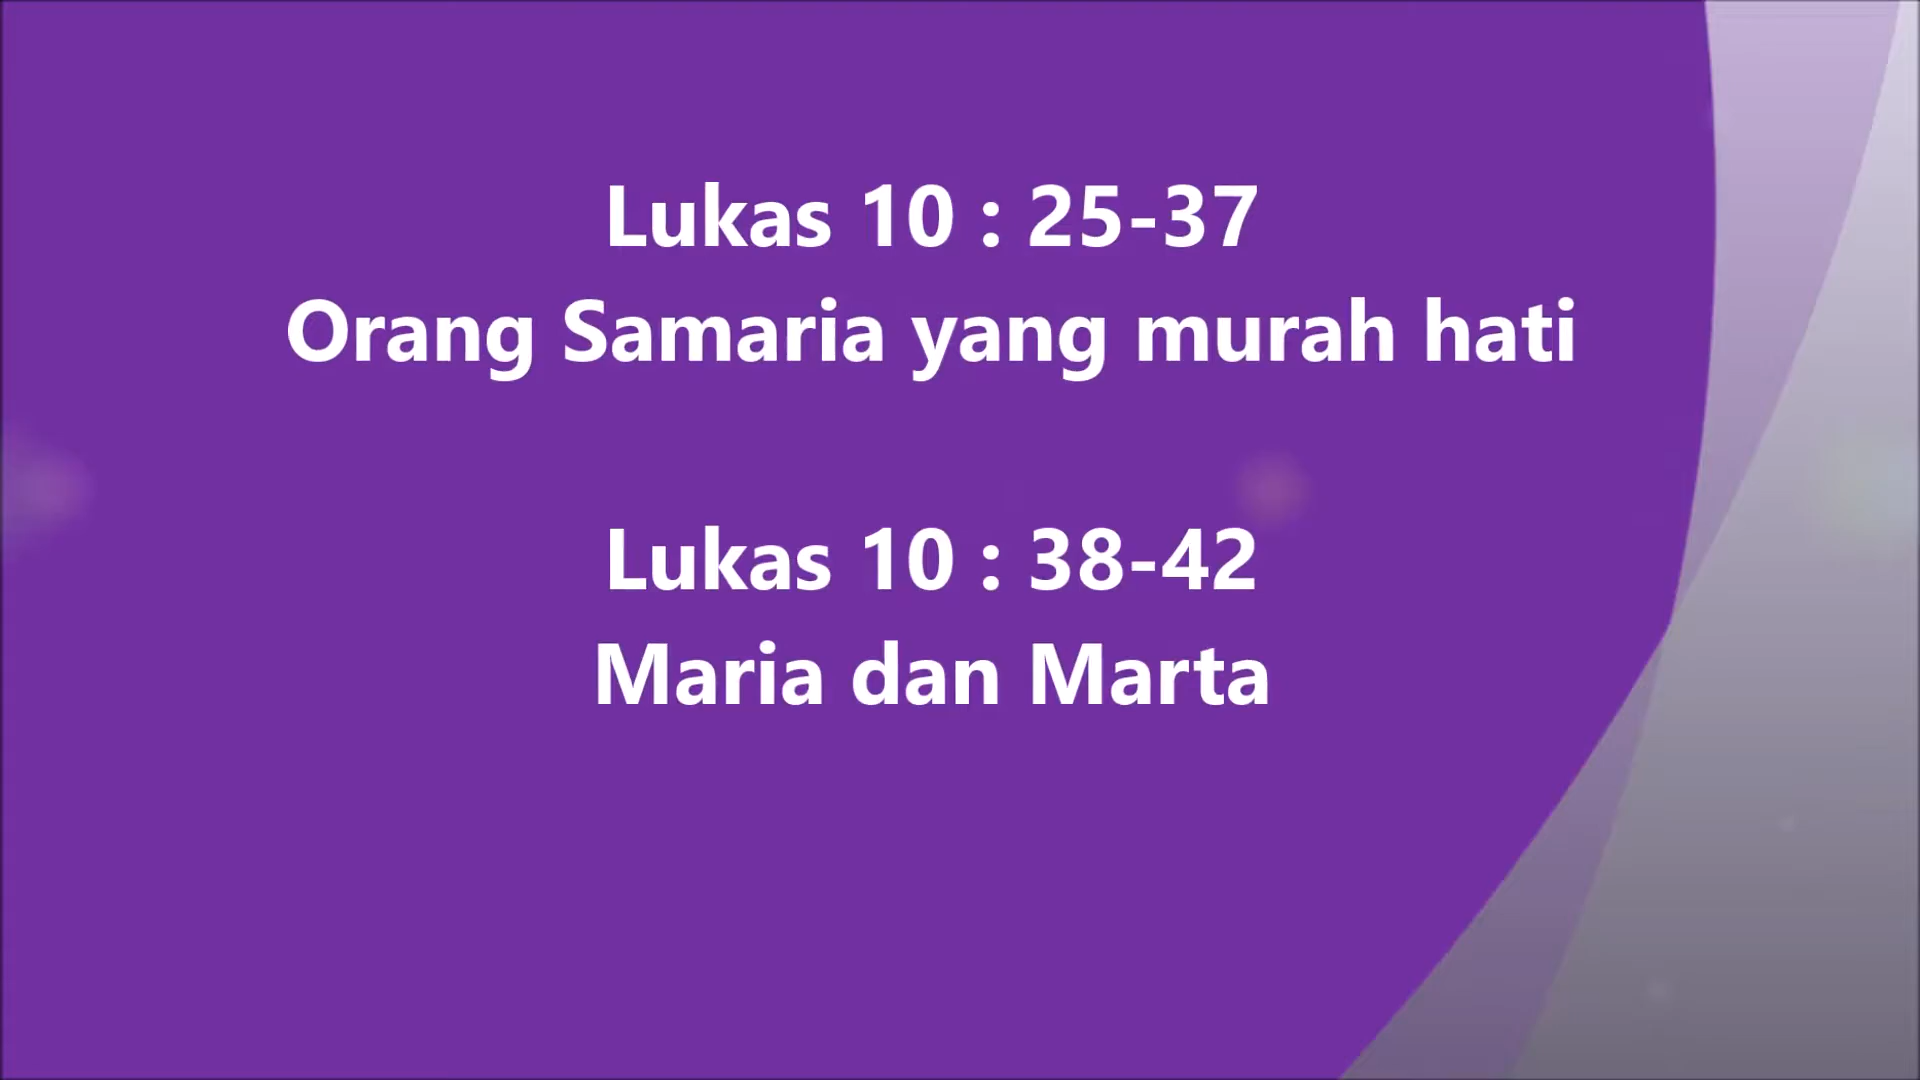 Lukas 10 : 25-37
Orang Samaria yang murah hati
Lukas 10 : 38-42
Maria dan Marta